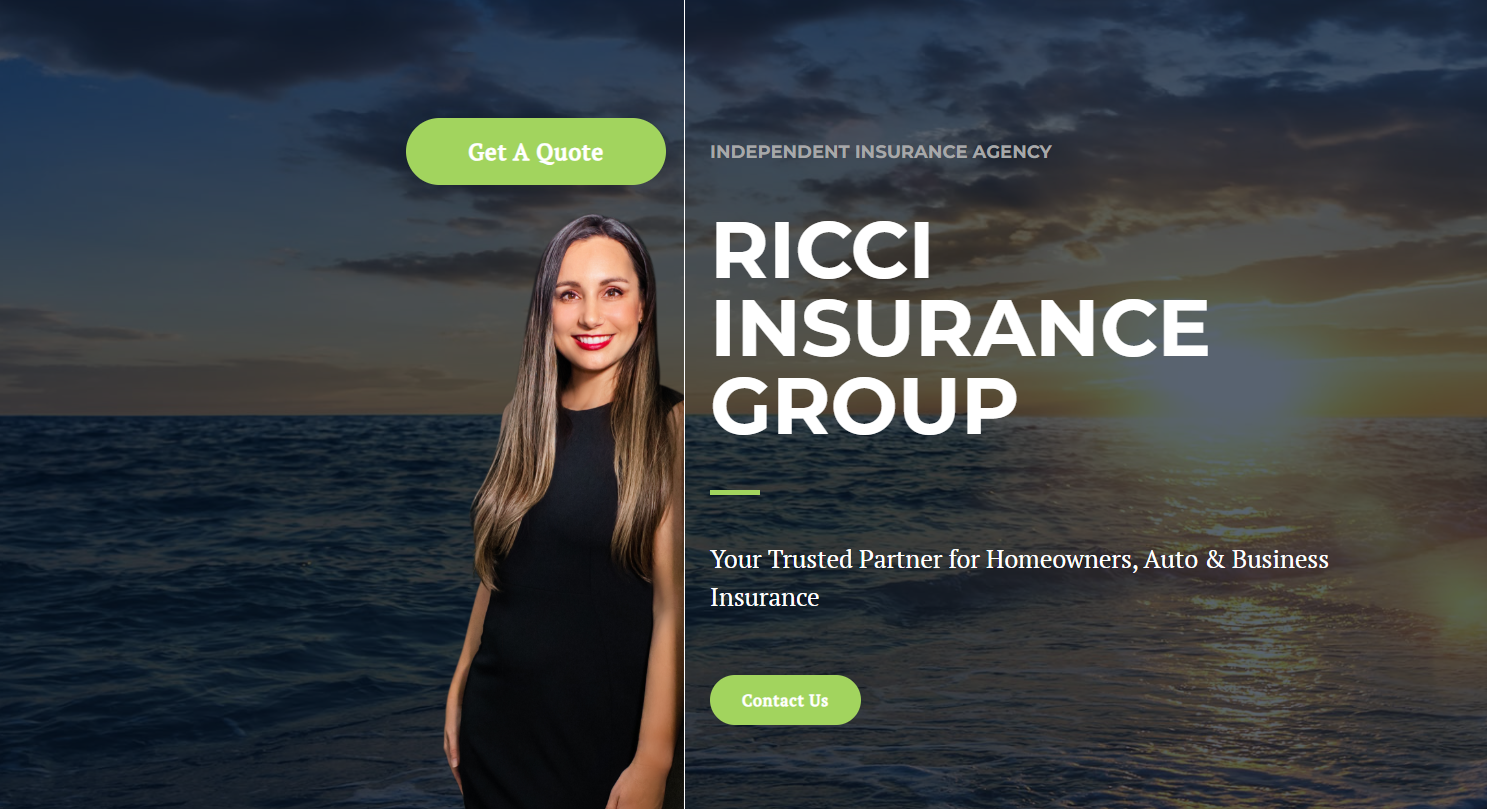 Get A Quote
INDEPENDENT INSURANCE AGENCY
RICCI
INSURANCE
GROUP
Your Trusted Partner for Homeowners, Auto & Business
Insurance
Contact Us